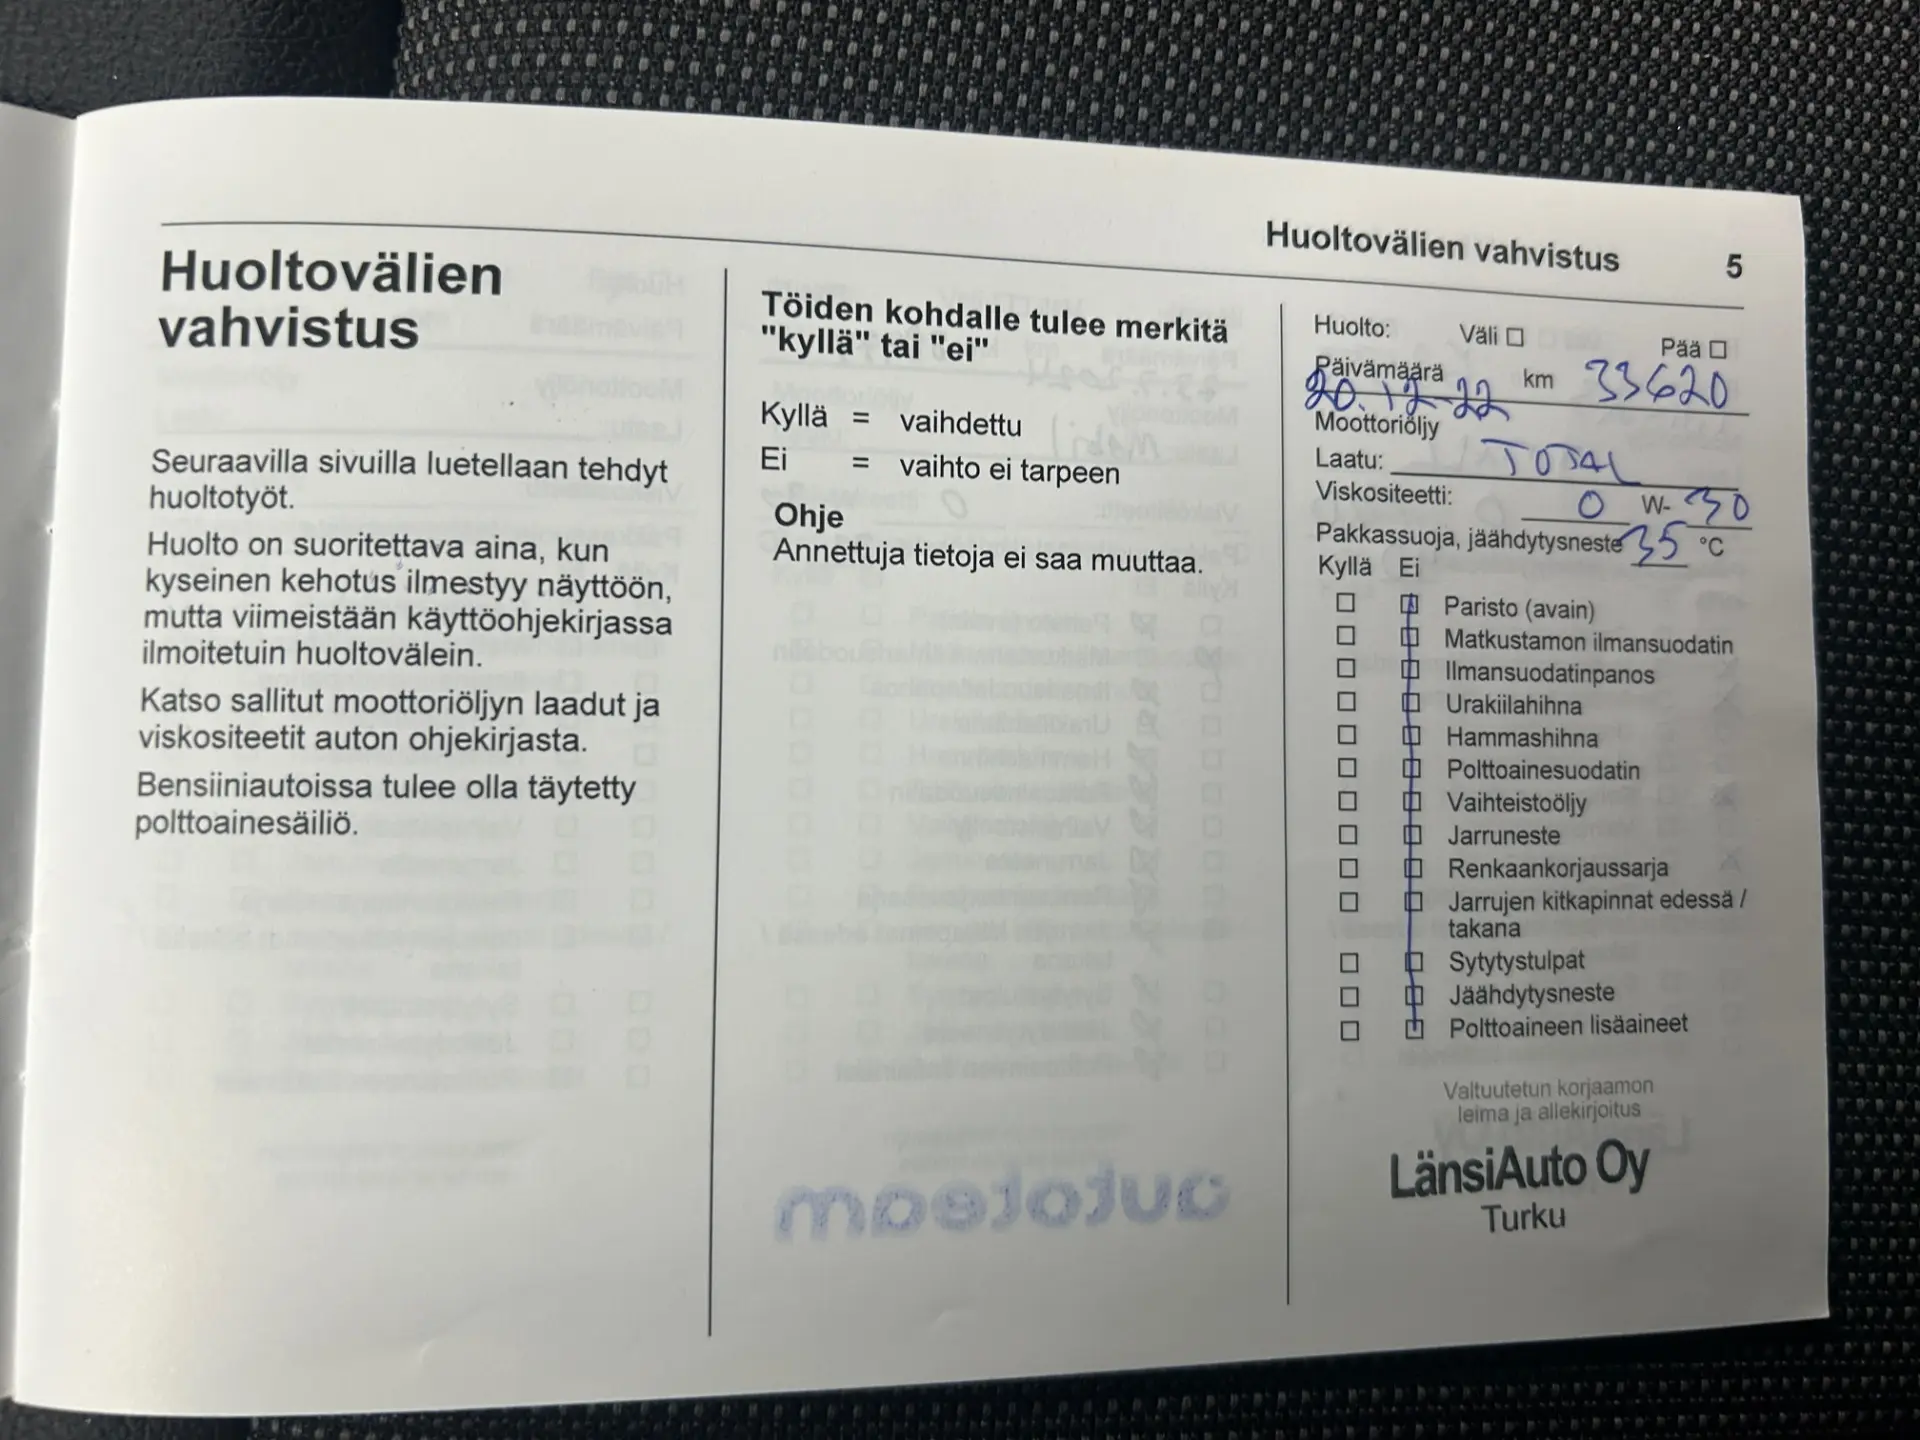 Huoltovälien vahvistus 5
Huoltovälien
vahvistus
Seuraavilla sivuilla luetellaan tehdyt
huoltotyöt.
Huolto on suoritettava aina, kun
kyseinen kehotus ilmestyy näyttöön,
mutta viimeistään käyttöohjekirjassa
ilmoitetuin huoltovälein.
Katso sallitut moottoriöljyn laadut ja
viskositeetit auton ohjekirjasta.
Bensiiniautoissa tulee olla täytetty
polttoainesäiliö.
Töiden kohdalle tulee merkitä
"kyllä" tai "ei"
Kyllä = vaihdettu
Ei = vaihto ei tarpeen
Ohje
Annettuja tietoja ei saa muuttaa.
autoteam
Huolto: Väli ☐ Pää ☐
Päivämäärä km 33620
20.12-22
Moottoriöljy
Laatu: TOTAL
Viskositeetti: 0 W- 30
Pakkassuoja, jäähdytysneste 35 °C
Kyllä Ei
☐ ☐ Paristo (avain)
☐ ☐ Matkustamon ilmansuodatin
☐ ☐ Ilmansuodatinpanos
☐ ☐ Urakiilahihna
☐ ☐ Hammashihna
☐ ☐ Polttoainesuodatin
☐ ☐ Vaihteistoöljy
☐ ☐ Jarruneste
☐ ☐ Renkaankorjaussarja
☐ ☐ Jarrujen kitkapinnat edessä /
takana
☐ ☐ Sytytystulpat
☐ ☐ Jäähdytysneste
☐ ☐ Polttoaineen lisäaineet
Valtuutetun korjaamon
leima ja allekirjoitus
LänsiAuto Oy
Turku